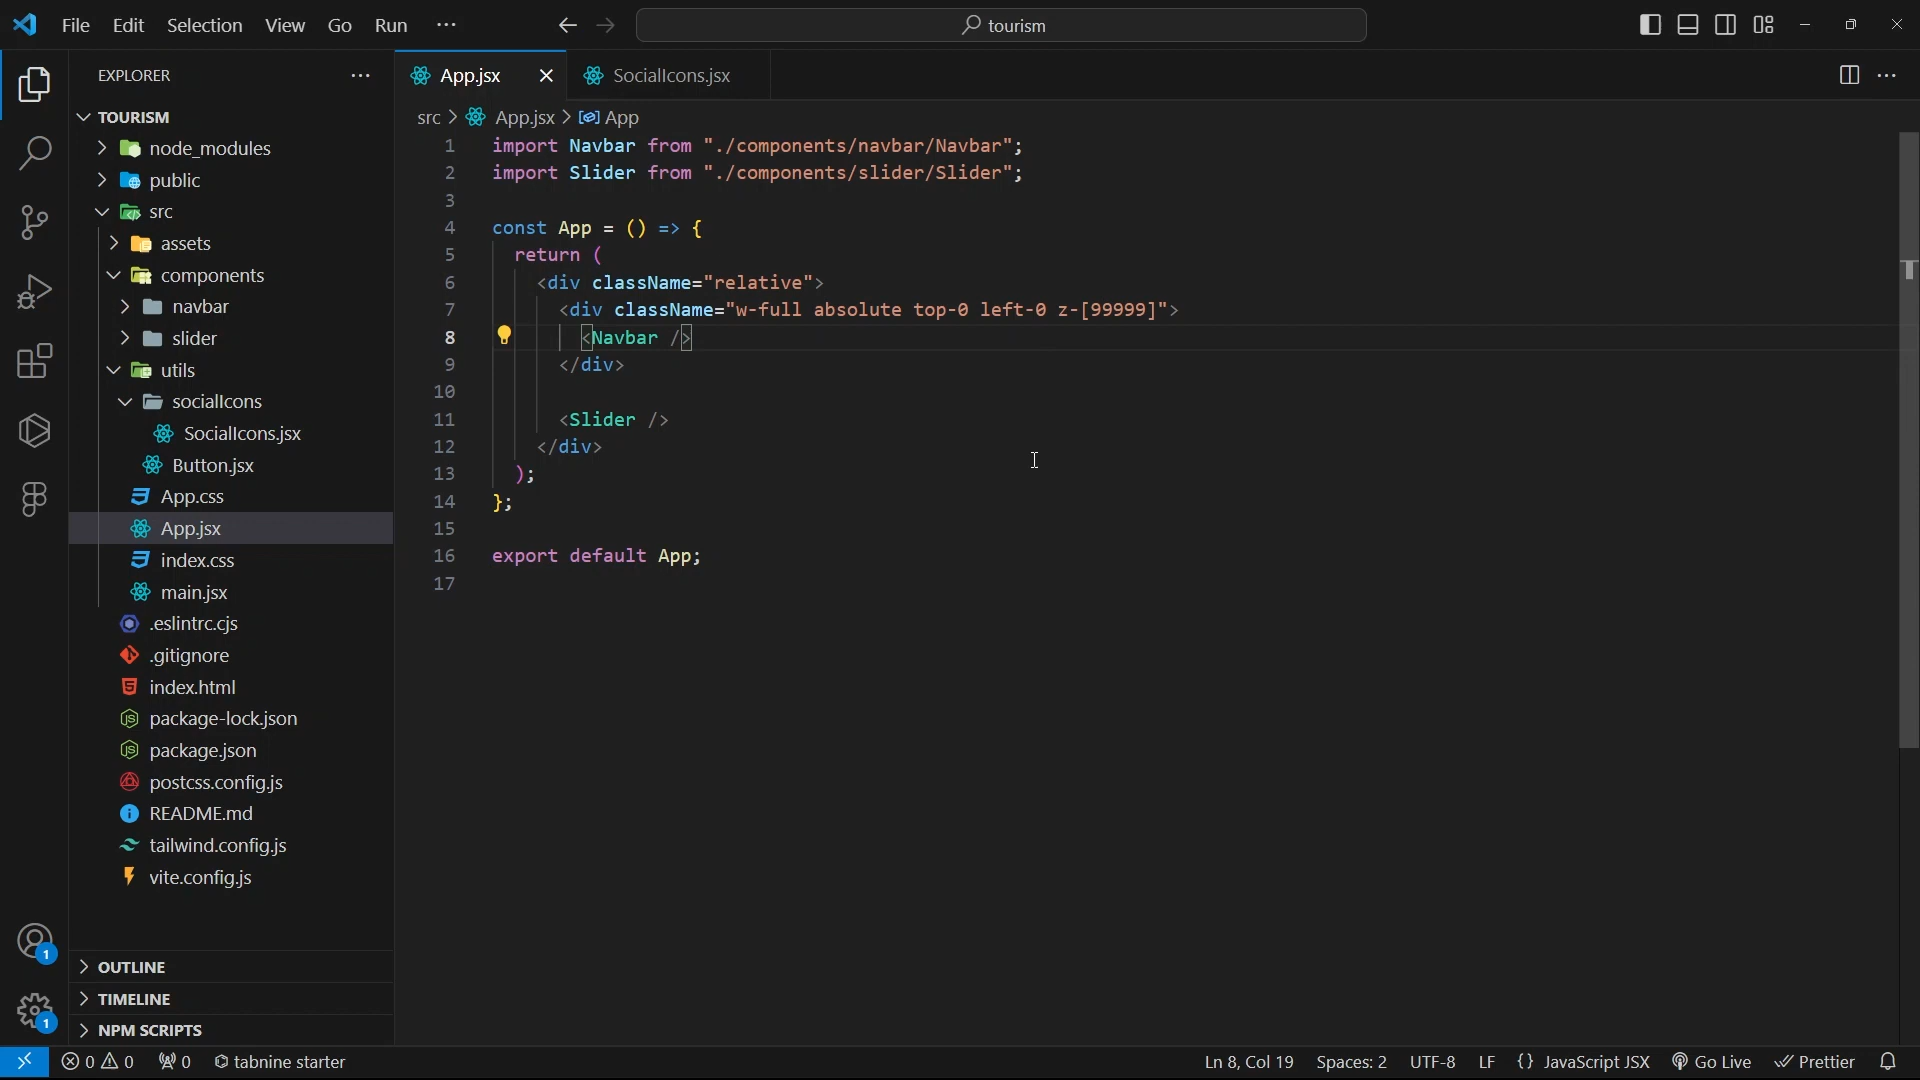 File Edit Selection View Go Run ···
tourism
EXPLORER
App.jsx
SocialIcons.jsx
TOURISM
node_modules
public
src
assets
components
navbar
slider
utils
socialIcons
SocialIcons.jsx
Button.jsx
App.css
App.jsx
index.css
main.jsx
.eslintrc.cjs
.gitignore
index.html
package-lock.json
package.json
postcss.config.js
README.md
tailwind.config.js
vite.config.js
OUTLINE
TIMELINE
NPM SCRIPTS
1
1
src > App.jsx > App
1 import Navbar from "./components/navbar/Navbar";
2 import Slider from "./components/slider/Slider";
3
4 const App = () => {
5 return (
6 <div className="relative">
7 <div className="w-full absolute top-0 left-0 z-[99999]">
8 <Navbar />
9 </div>
10
11 <Slider />
12 </div>
13 );
14 };
15
16 export default App;
17
0 0 0 tabnine starter Ln 8, Col 19 Spaces: 2 UTF-8 LF {} JavaScript JSX Go Live Prettier